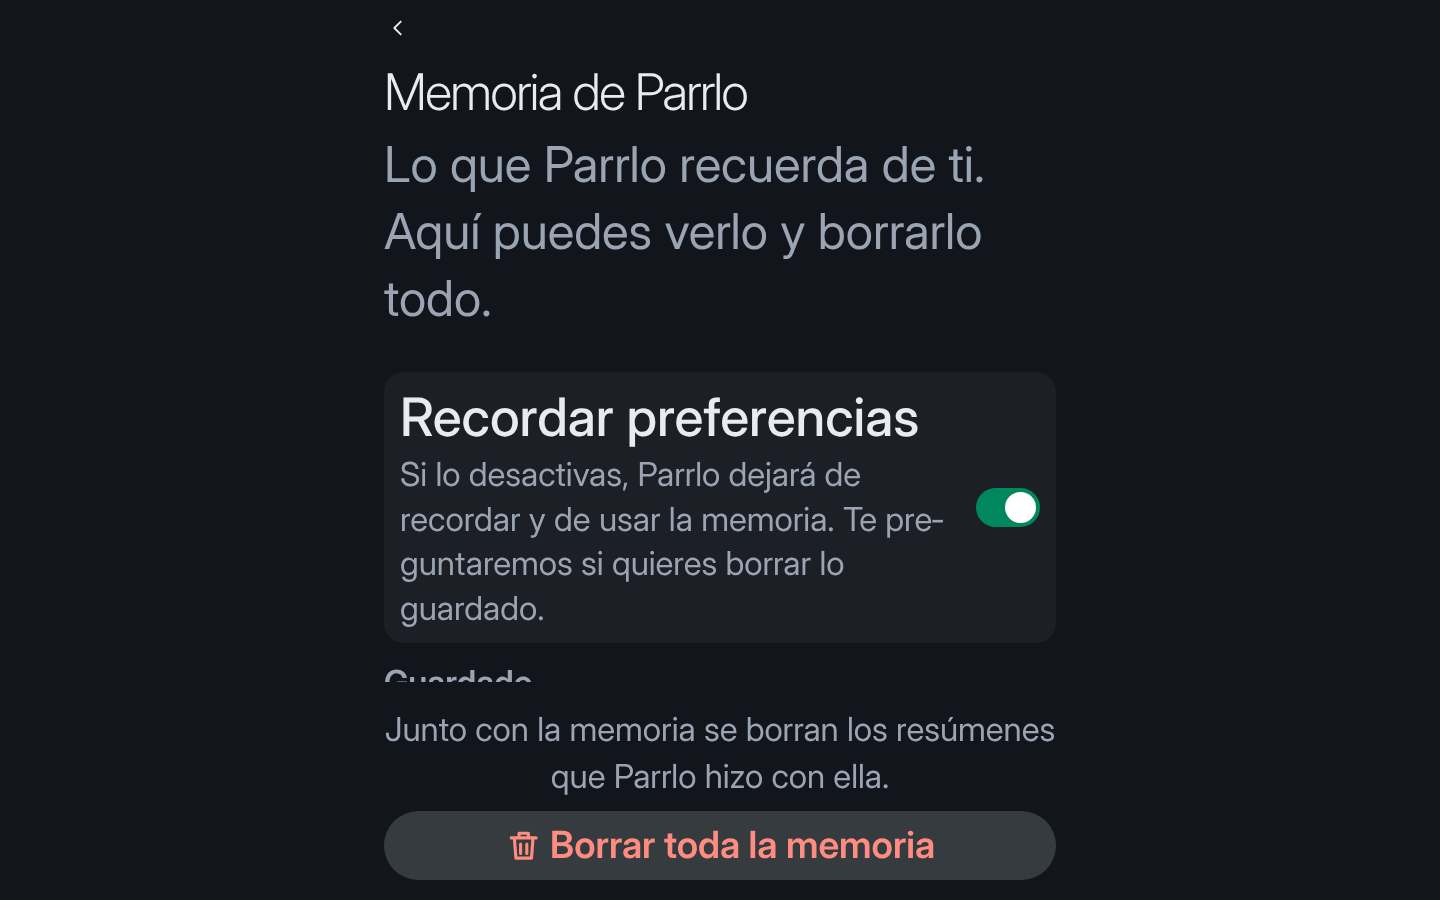 Memoria de Parrlo
Lo que Parrlo recuerda de ti.
Aquí puedes verlo y borrarlo
todo.
Recordar preferencias
Si lo desactivas, Parrlo dejará de
recordar y de usar la memoria. Te pre-
guntaremos si quieres borrar lo
guardado.
Guardado
Junto con la memoria se borran los resúmenes
que Parrlo hizo con ella.
Borrar toda la memoria